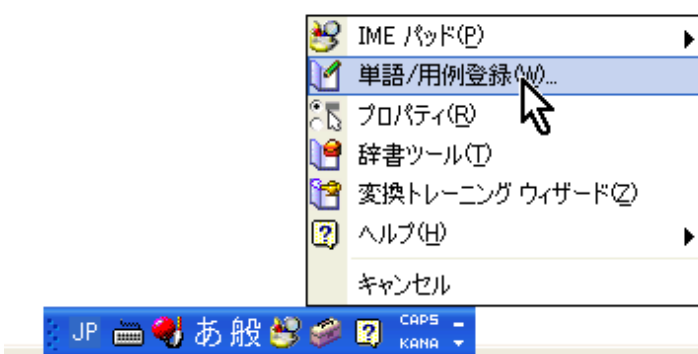 IME パッド(P)
単語/用例登録(W)...
プロパティ(R)
辞書ツール(T)
変換トレーニング ウィザード(Z)
ヘルプ(H)
キャンセル
JP あ 般 ? CAPS
KANA